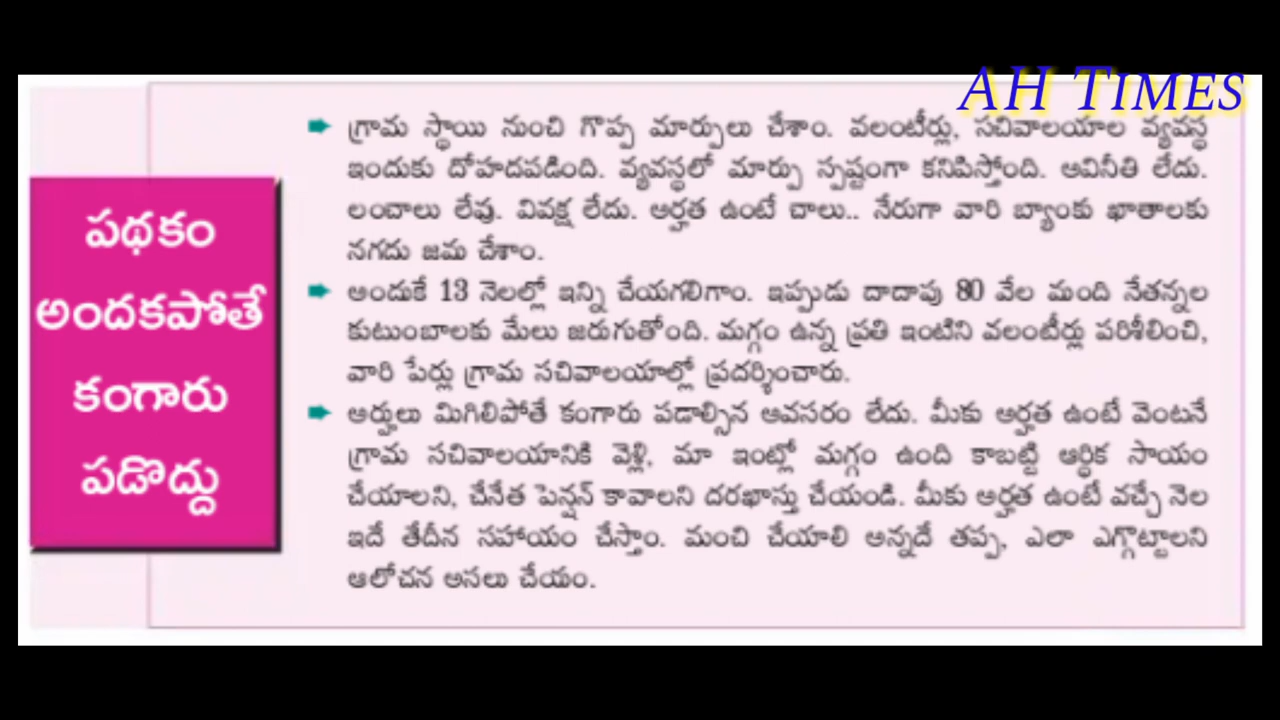 AH TIMES
పథకం
అందకపోతే
కంగారు
పడొద్దు
గ్రామ స్థాయి నుంచి గొప్ప మార్పులు చేశాం. వలంటీర్లు, సచివాలయాల వ్యవస్థ
ఇందుకు దోహదపడింది. వ్యవస్థలో మార్పు స్పష్టంగా కనిపిస్తోంది. అవినీతి లేదు.
లంచాలు లేవు. వివక్ష లేదు. అర్హత ఉంటే చాలు.. నేరుగా వారి బ్యాంకు ఖాతాలకు
నగదు జమ చేశాం.
అందుకే 13 నెలల్లో ఇన్ని చేయగలిగాం. ఇప్పుడు దాదాపు 80 వేల మంది నేతన్నల
కుటుంబాలకు మేలు జరుగుతోంది. మగ్గం ఉన్న ప్రతి ఇంటిని వలంటీర్లు పరిశీలించి,
వారి పేర్లు గ్రామ సచివాలయాల్లో ప్రదర్శించారు.
అర్హులు మిగిలిపోతే కంగారు పడాల్సిన అవసరం లేదు. మీకు అర్హత ఉంటే వెంటనే
గ్రామ సచివాలయానికి వెళ్లి, మా ఇంట్లో మగ్గం ఉంది కాబట్టి ఆర్థిక సాయం
చేయాలని, చేనేత పెన్షన్ కావాలని దరఖాస్తు చేయండి. మీకు అర్హత ఉంటే వచ్చే నెల
ఇదే తేదీన సహాయం చేస్తాం. మంచి చేయాలి అన్నదే తప్ప, ఎలా ఎగ్గొట్టాలని
ఆలోచన అసలు చేయం.